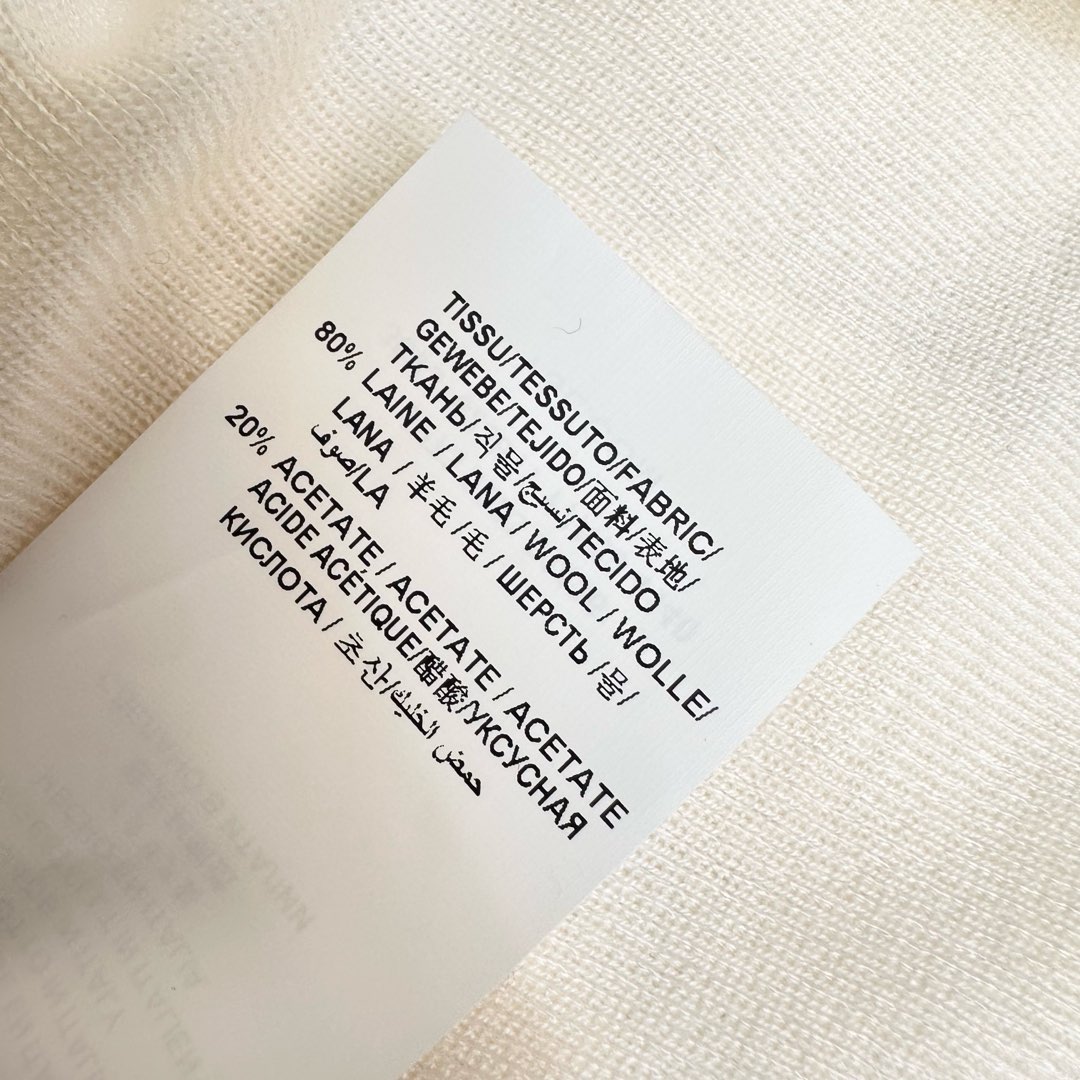 TISSU/TESSUTO/FABRIC/
GEWEBE/TEJIDO/面料/表地/
ТКАНЬ/직물/نسيج/TECIDO
80% LAINE / LANA / WOOL / WOLLE/
LANA / 羊毛 / 毛 / ШЕРСТЬ /물/
صوف/LA
20% ACETATE / ACETATE / ACETATE
ACIDE ACÉTIQUE/醋酸/УКСУСНАЯ
КИСЛОТА / 초산/حمض الخليك